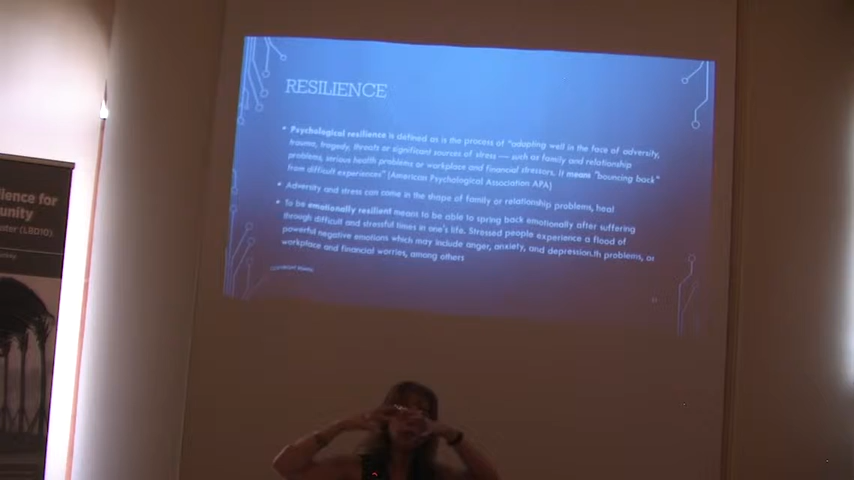 RESILIENCE
• Psychological resilience is defined as is the process of "adapting well in the face of adversity,
trauma, tragedy, threats or significant sources of stress — such as family and relationship
problems, serious health problems or workplace and financial stressors. It means "bouncing back"
from difficult experiences" (American Psychological Association APA)
• Adversity and stress can come in the shape of family or relationship problems, heal
• To be emotionally resilient means to be able to spring back emotionally after suffering
through difficult and stressful times in one's life. Stressed people experience a flood of
powerful negative emotions which may include anger, anxiety, and depression.th problems, or
workplace and financial worries, among others
ilience for
unity
ter (LBD10)